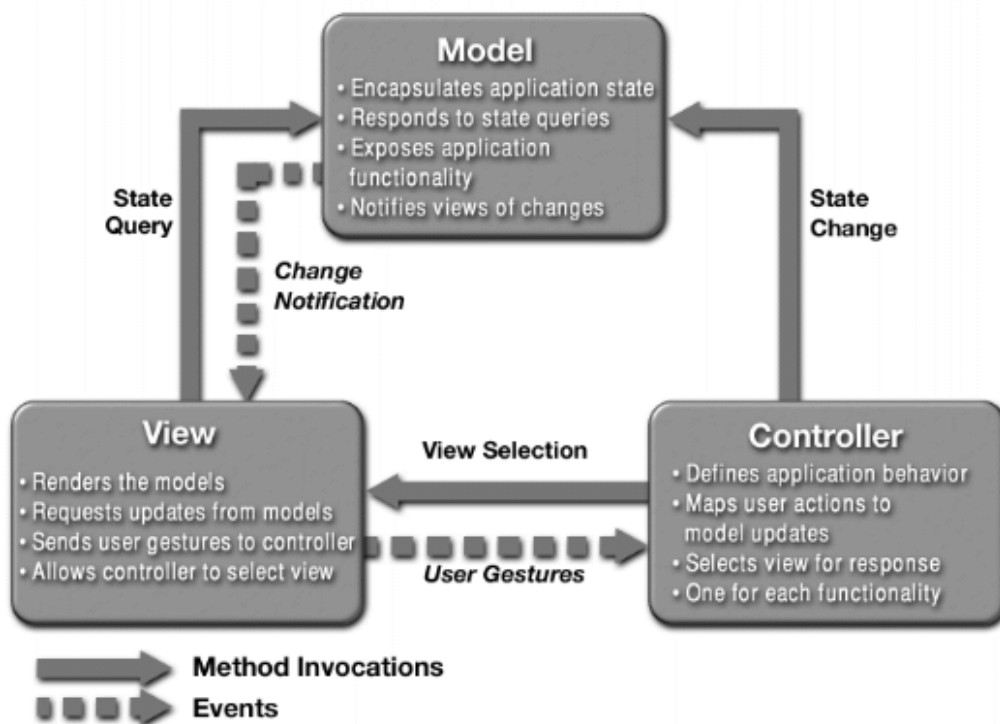 Model
• Encapsulates application state
• Responds to state queries
• Exposes application
functionality
• Notifies views of changes
State
Query
State
Change
Change
Notification
View
• Renders the models
• Requests updates from models
• Sends user gestures to controller
• Allows controller to select view
View Selection
User Gestures
Controller
• Defines application behavior
• Maps user actions to
model updates
• Selects view for response
• One for each functionality
Method Invocations
Events